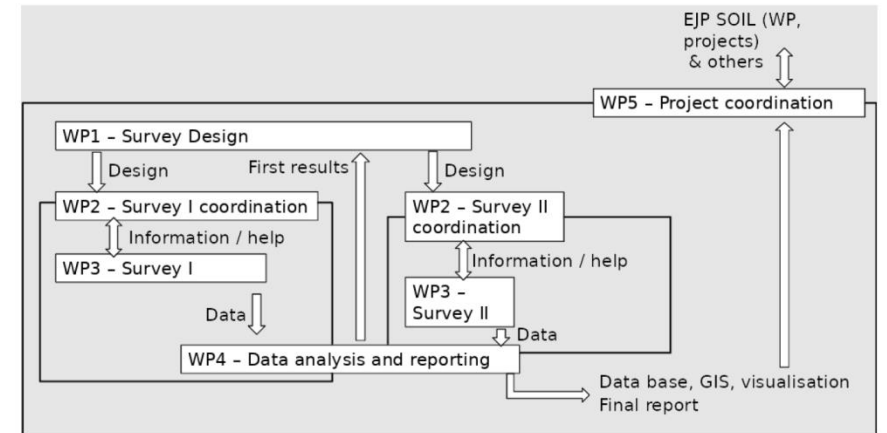 EJP SOIL (WP,
projects)
& others
WP5 – Project coordination
WP1 – Survey Design
Design
First results
Design
WP2 – Survey I coordination
WP2 – Survey II
coordination
Information / help
Information / help
WP3 – Survey I
WP3 –
Survey II
Data
Data
WP4 – Data analysis and reporting
Data base, GIS, visualisation
Final report